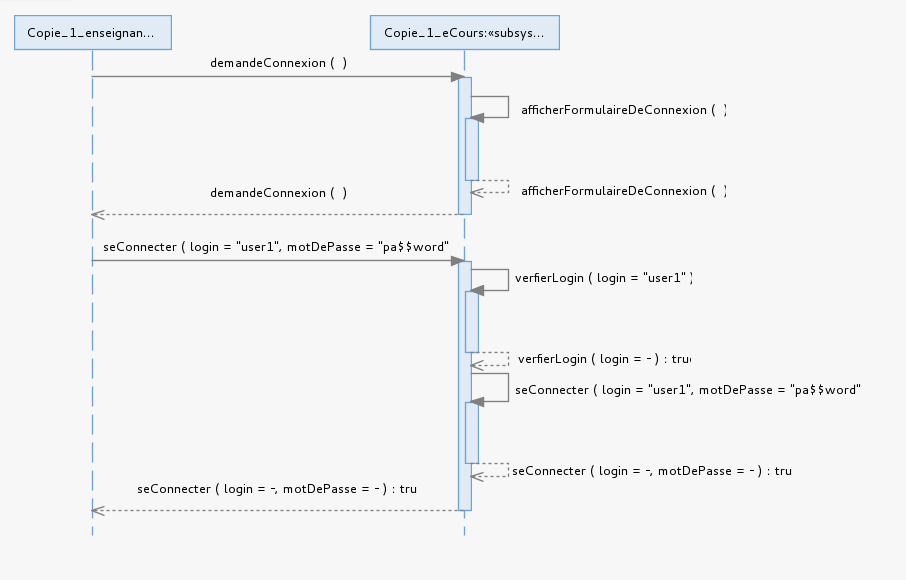 Copie_1_enseignan...
Copie_1_eCours:«subsys...
demandeConnexion ( )
afficherFormulaireDeConnexion ( )
afficherFormulaireDeConnexion ( )
demandeConnexion ( )
seConnecter ( login = "user1", motDePasse = "pa$$word"
verfierLogin ( login = "user1" )
verfierLogin ( login = - ) : tru
seConnecter ( login = "user1", motDePasse = "pa$$word"
seConnecter ( login = -, motDePasse = - ) : tru
seConnecter ( login = -, motDePasse = - ) : tru